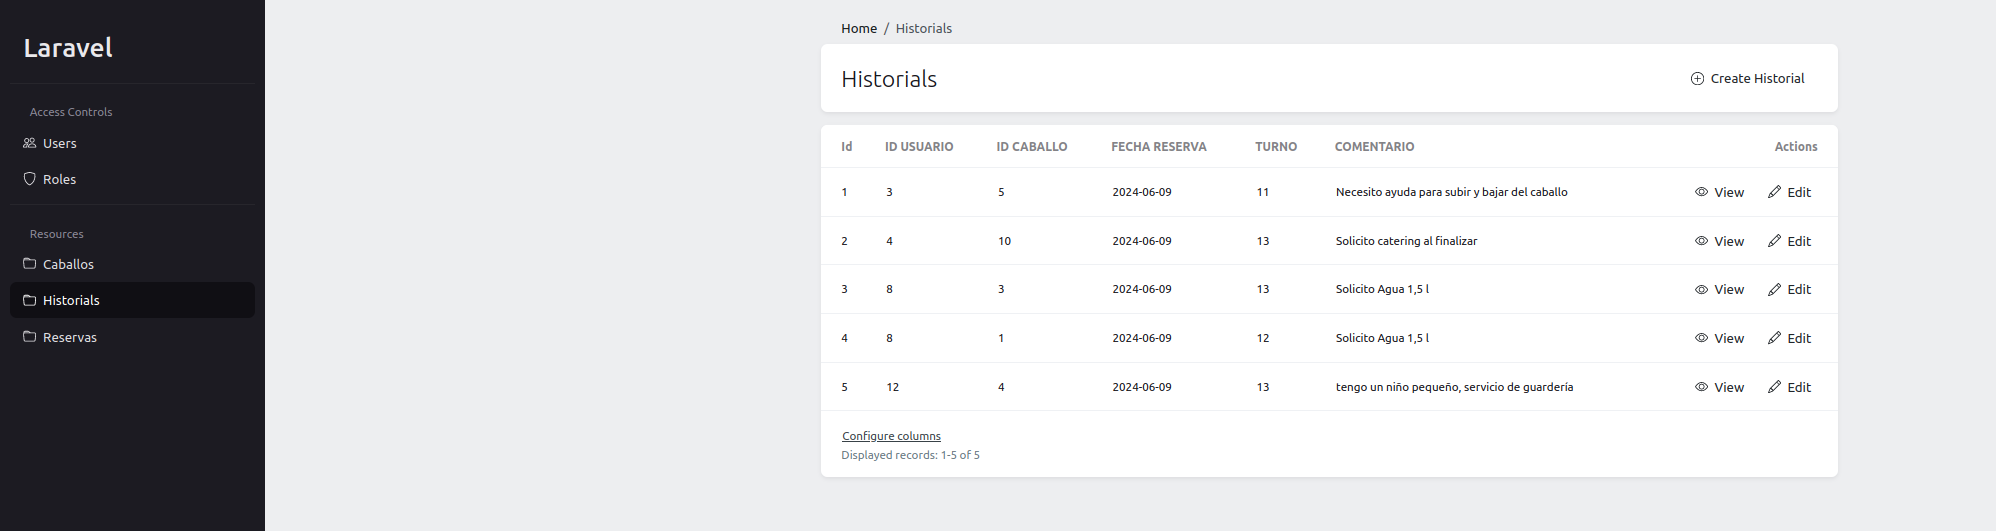 Laravel
Access Controls
Users
Roles
Resources
Caballos
Historials
Reservas
Home / Historials
Historials
Create Historial
Id ID USUARIO ID CABALLO FECHA RESERVA TURNO COMENTARIO Actions
1 3 5 2024-06-09 11 Necesito ayuda para subir y bajar del caballo View Edit
2 4 10 2024-06-09 13 Solicito catering al finalizar View Edit
3 8 3 2024-06-09 13 Solicito Agua 1,5 l View Edit
4 8 1 2024-06-09 12 Solicito Agua 1,5 l View Edit
5 12 4 2024-06-09 13 tengo un niño pequeño, servicio de guardería View Edit
Configure columns
Displayed records: 1-5 of 5